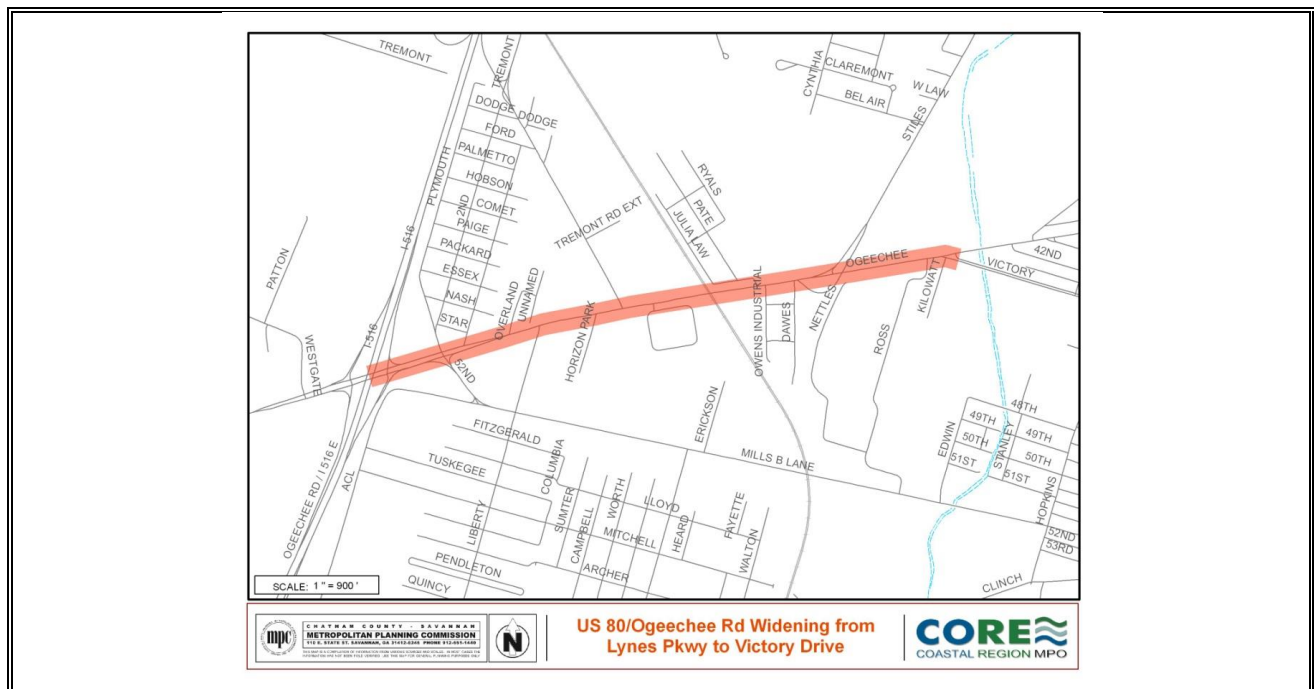 TREMONT
TREMONT
CYNTHIA
CLAREMONT
W LAW
BEL AIR
STILES
DODGE DODGE
FORD
PALMETTO
PLYMOUTH
HOBSON
2ND
COMET
PAIGE
I-516
PACKARD
ESSEX
NASH
STAR
RYALS
PATE
JULIA LAW
TREMONT RD EXT
PATTON
OVERLAND
UNNAMED
HORIZON PARK
OGEECHEE
42ND
VICTORY
KILOWATT
OWENS INDUSTRIAL
DAWES
NETTLES
ROSS
I-516
WESTGATE
52ND
FITZGERALD
ERICKSON
MILLS B LANE
EDWIN
48TH
49TH
49TH
50TH
50TH
51ST
51ST
STANLEY
HOPKINS
52ND
53RD
CLINCH
OGEECHEE RD / I 516 E
ACL
TUSKEGEE
COLUMBIA
LIBERTY
SUMTER
CAMPBELL
WORTH
LLOYD
MITCHELL
HEARD
FAYETTE
WALTON
ARCHER
PENDLETON
QUINCY
SCALE: 1 " = 900 '
mpc
CHATHAM COUNTY - SAVANNAH
METROPOLITAN PLANNING COMMISSION
N
US 80/Ogeechee Rd Widening from
Lynes Pkwy to Victory Drive
CORE
COASTAL REGION MPO